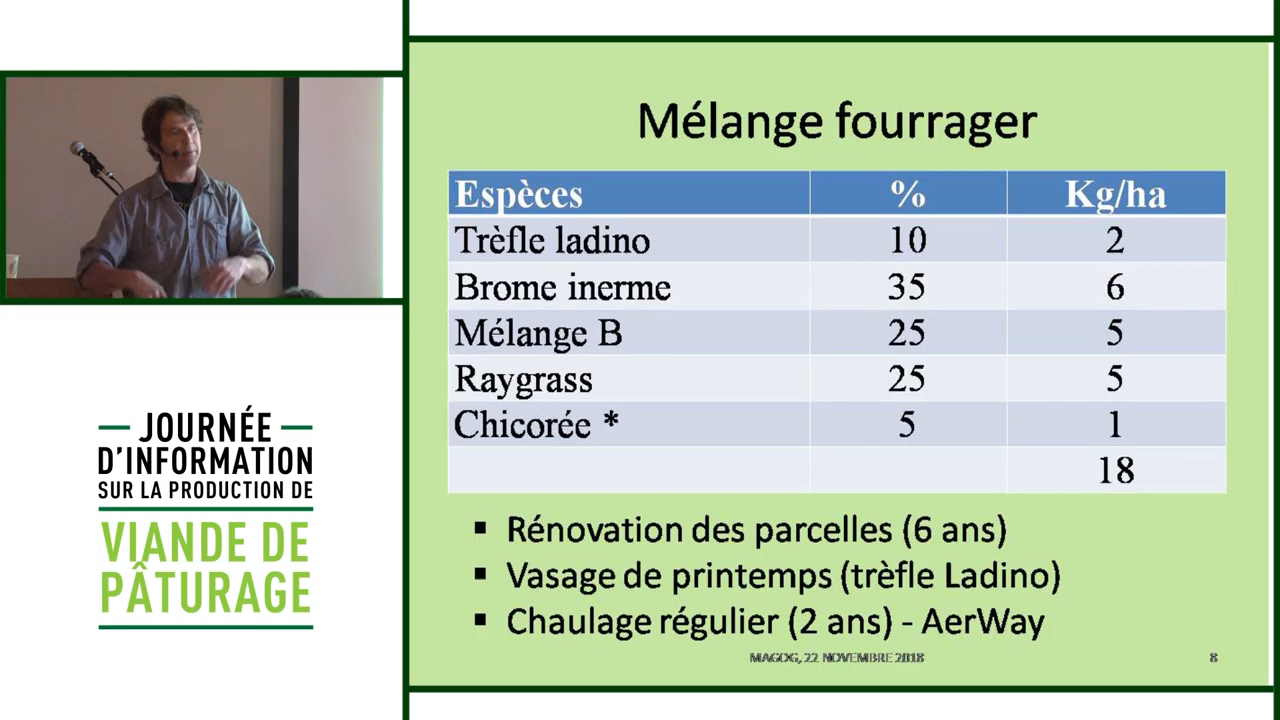 Mélange fourrager
Espèces % Kg/ha
Trèfle ladino 10 2
Brome inerme 35 6
Mélange B 25 5
Raygrass 25 5
Chicorée * 5 1
18
▪ Rénovation des parcelles (6 ans)
▪ Vasage de printemps (trèfle Ladino)
▪ Chaulage régulier (2 ans) - AerWay
MAGOG, 22 NOVEMBRE 2018 8
JOURNÉE
D'INFORMATION
SUR LA PRODUCTION DE
VIANDE DE
PÂTURAGE